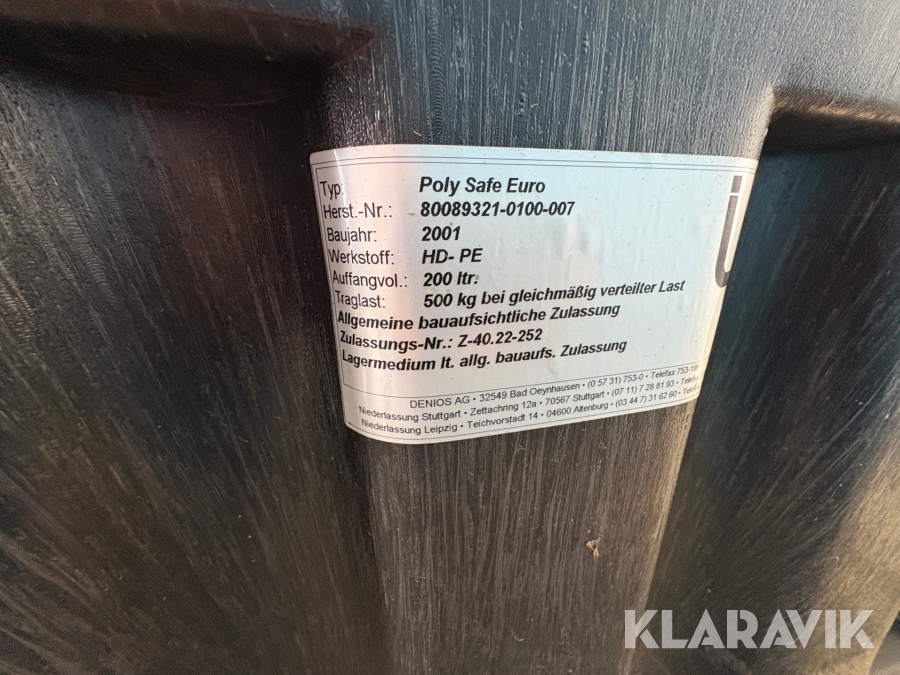 Typ: Poly Safe Euro
Herst.-Nr.: 80089321-0100-007
Baujahr: 2001
Werkstoff: HD- PE
Auffangvol.: 200 ltr.
Traglast: 500 kg bei gleichmäßig verteilter Last
Allgemeine bauaufsichtliche Zulassung
Zulassungs-Nr.: Z-40.22-252
Lagermedium lt. allg. bauaufs. Zulassung
DENIOS AG • 32549 Bad Oeynhausen • (0 57 31) 753-0 • Telefax
Niederlassung Stuttgart • Zettachring 12a • 70567 Stuttgart • (07 11) 7 28 81 93 •
Niederlassung Leipzig • Teichvorstadt 14 • 04600 Altenburg • (03 44 7) 31 62 60 •
KLARAVIK